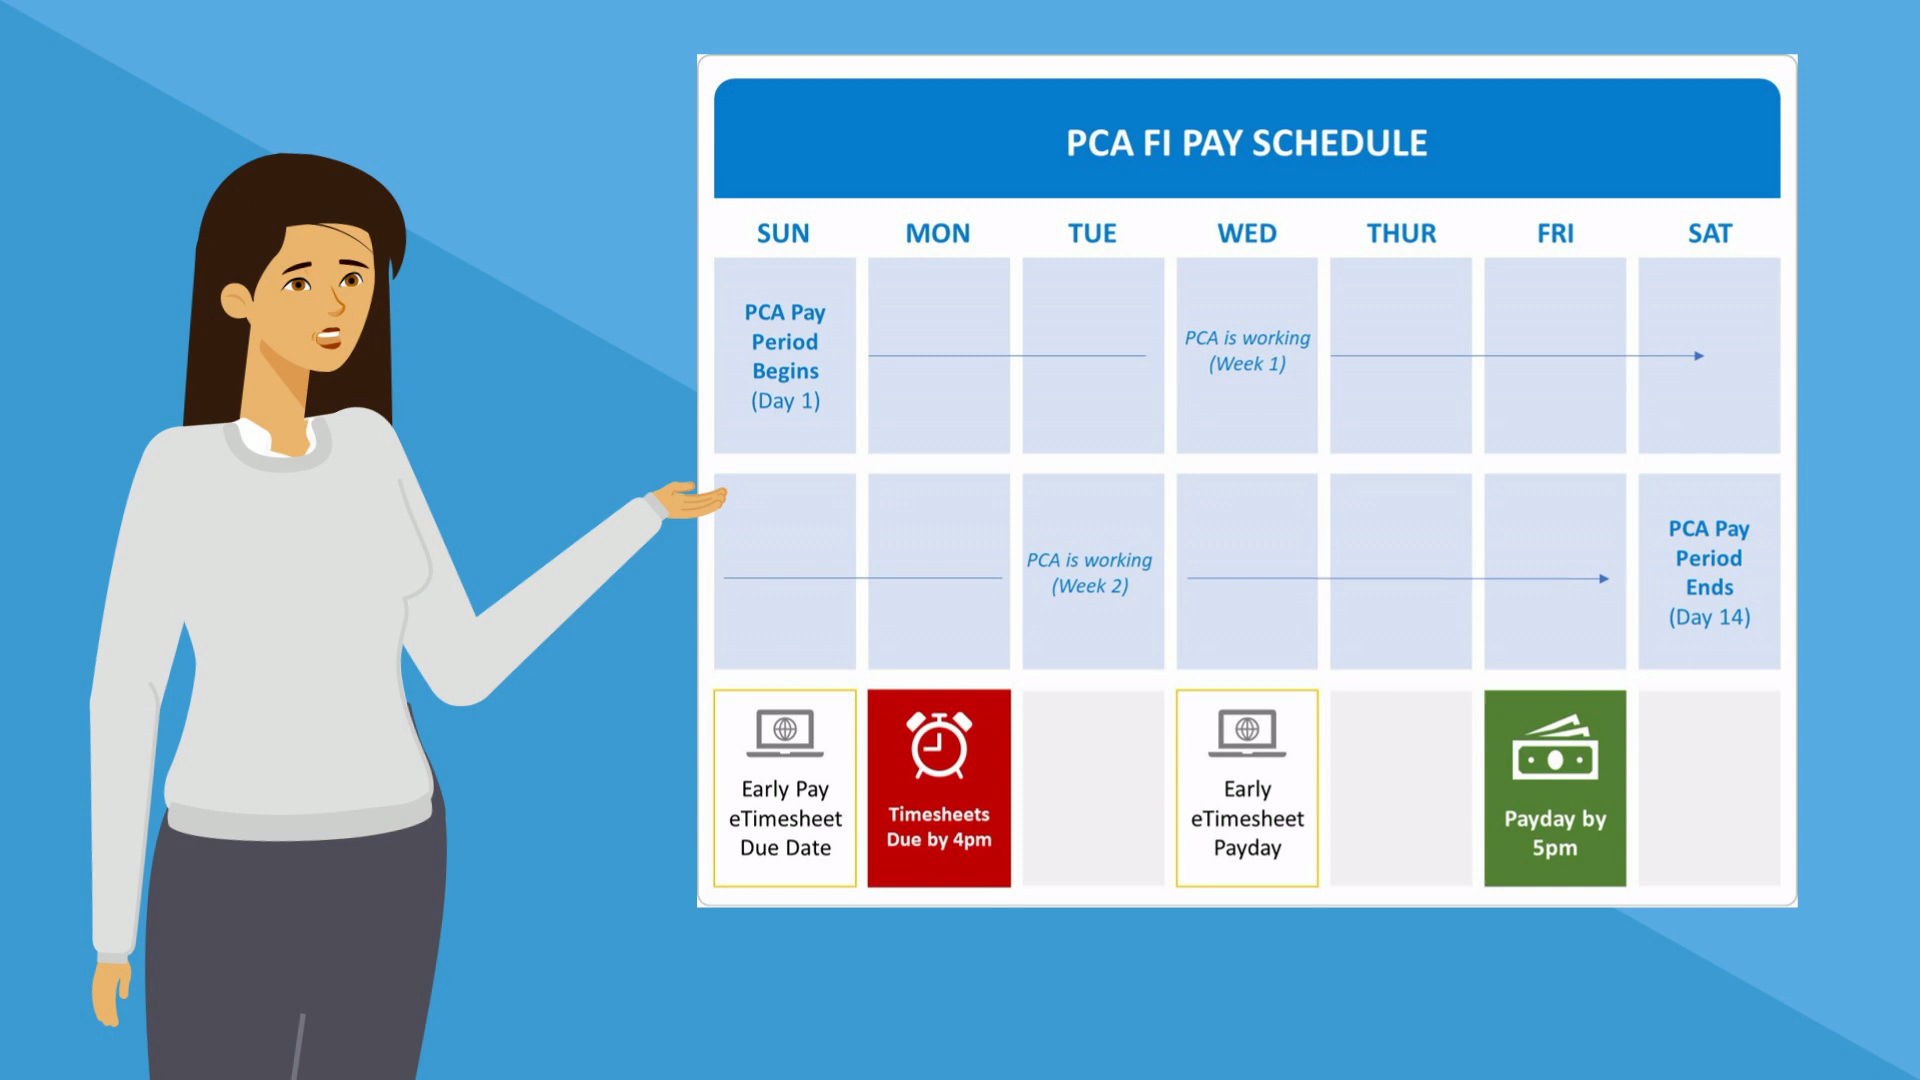 PCA FI PAY SCHEDULE
SUN MON TUE WED THUR FRI SAT
PCA Pay
Period
Begins
(Day 1)
PCA is working
(Week 1)
PCA is working
(Week 2)
PCA Pay
Period
Ends
(Day 14)
Early Pay
eTimesheet
Due Date
Timesheets
Due by 4pm
Early
eTimesheet
Payday
Payday by
5pm